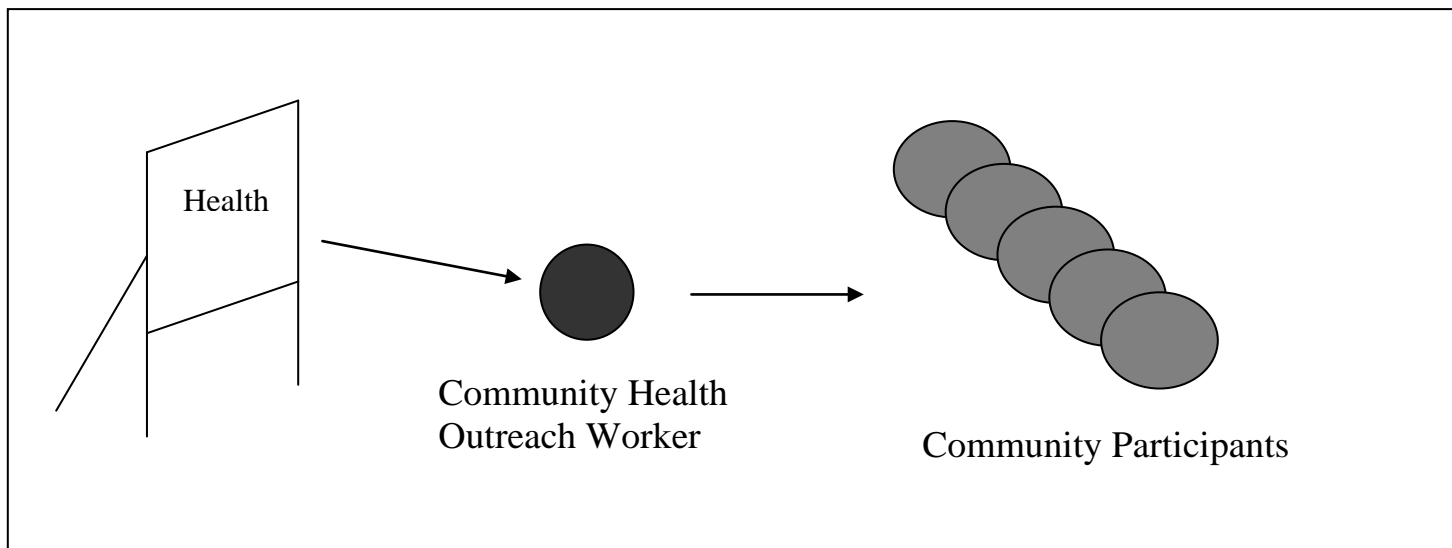 Health
Community Health
Outreach Worker
Community Participants